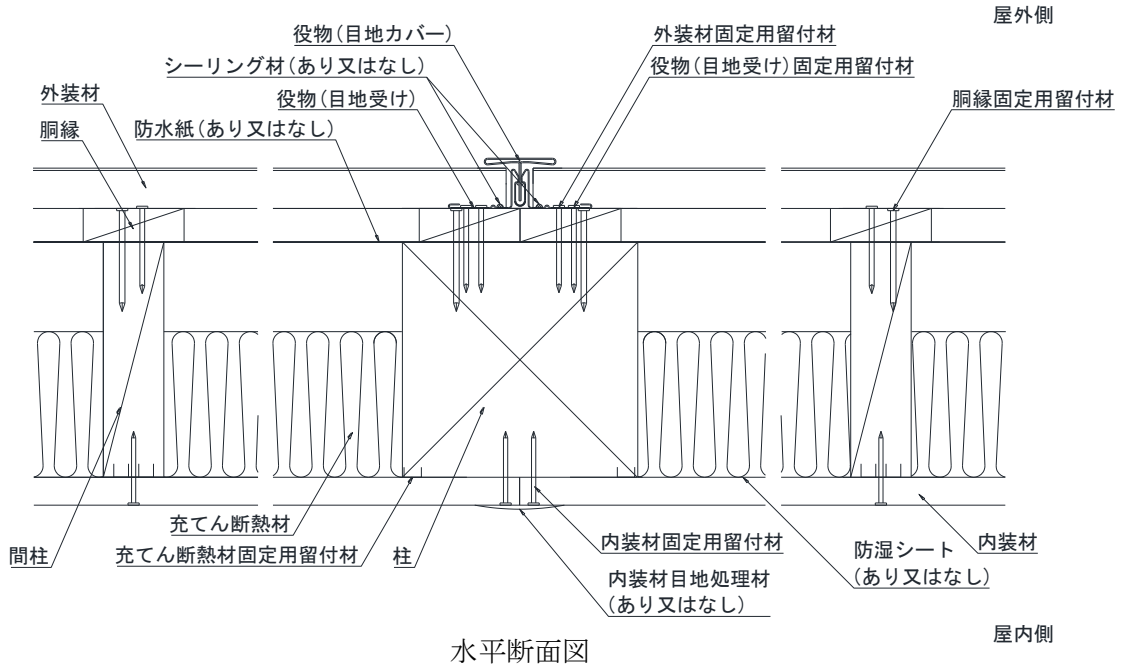 屋外側
役物(目地カバー)
外装材固定用留付材
シーリング材(あり又はなし)
役物(目地受け)固定用留付材
外装材
役物(目地受け)
胴縁固定用留付材
胴縁
防水紙(あり又はなし)
充てん断熱材
間柱
充てん断熱材固定用留付材
柱
内装材固定用留付材
内装材目地処理材
(あり又はなし)
防湿シート
(あり又はなし)
内装材
屋内側
水平断面図